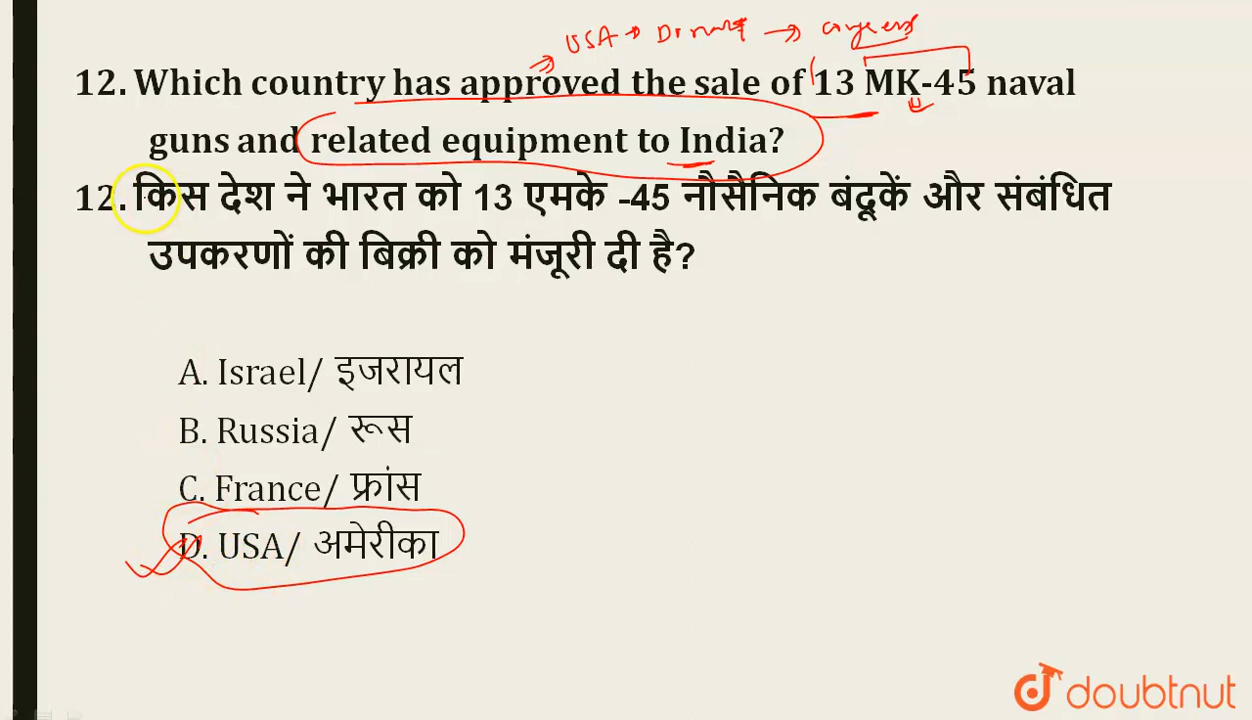 USA → Donald → congress
12. Which country has approved the sale of 13 MK-45 naval
guns and related equipment to India?
12. किस देश ने भारत को 13 एमके -45 नौसैनिक बंदूकें और संबंधित
उपकरणों की बिक्री को मंजूरी दी है?
A. Israel/ इजरायल
B. Russia/ रूस
C. France/ फ्रांस
D. USA/ अमेरीका
doubtnut